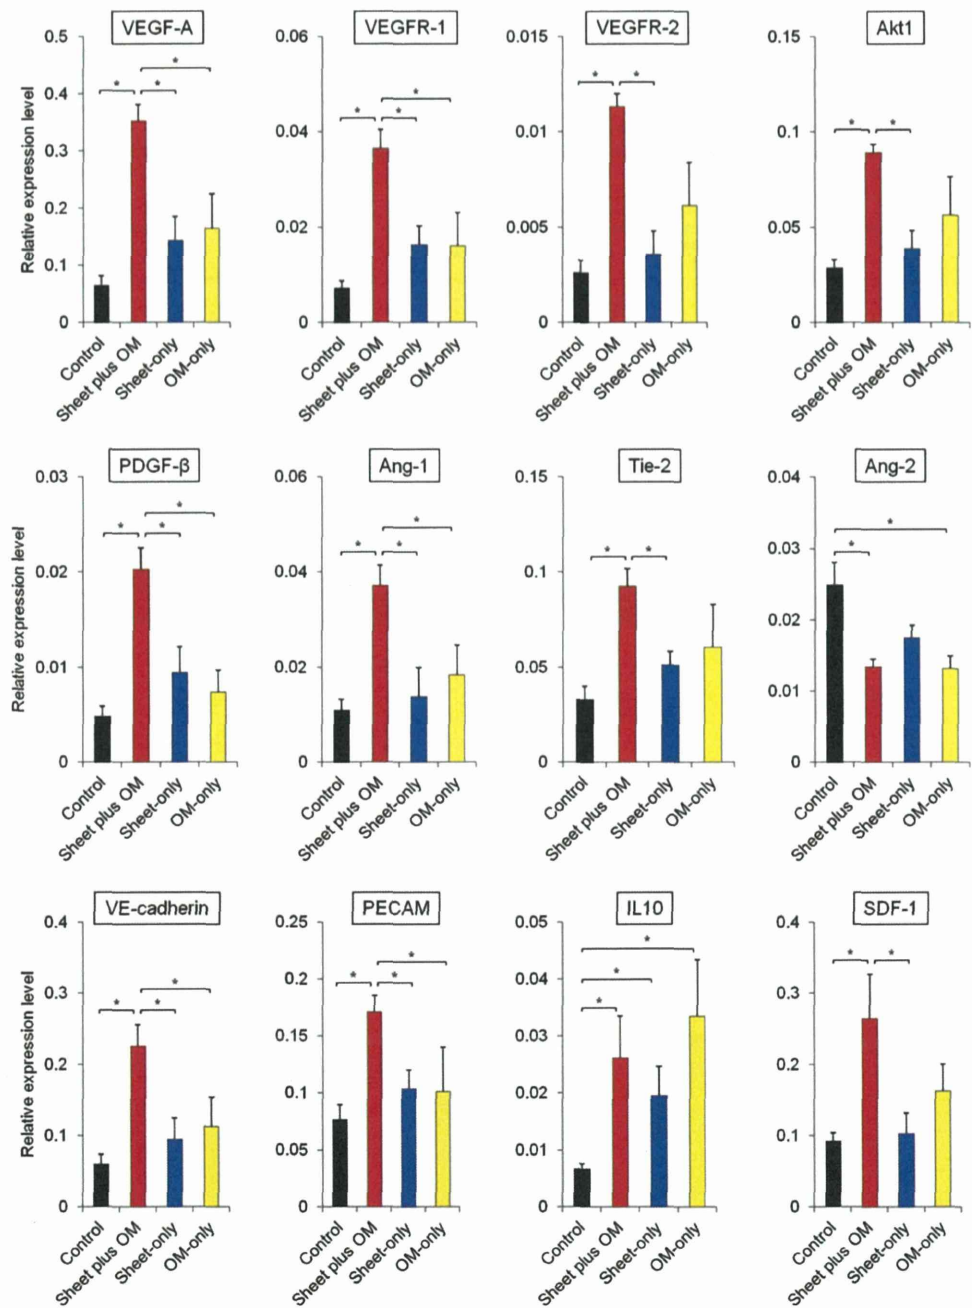 VEGF-A
VEGFR-1
VEGFR-2
Akt1
Relative expression level
0.5
0.4
0.3
0.2
0.1
0
*
*
*
Control
Sheet plus OM
Sheet-only
OM-only
0.06
0.04
0.02
0
*
*
*
Control
Sheet plus OM
Sheet-only
OM-only
0.015
0.01
0.005
0
*
*
Control
Sheet plus OM
Sheet-only
OM-only
0.15
0.1
0.05
0
*
*
Control
Sheet plus OM
Sheet-only
OM-only
PDGF-β
Ang-1
Tie-2
Ang-2
Relative expression level
0.03
0.02
0.01
0
*
*
*
Control
Sheet plus OM
Sheet-only
OM-only
0.06
0.04
0.02
0
*
*
*
Control
Sheet plus OM
Sheet-only
OM-only
0.15
0.1
0.05
0
*
*
Control
Sheet plus OM
Sheet-only
OM-only
0.04
0.03
0.02
0.01
0
*
*
Control
Sheet plus OM
Sheet-only
OM-only
VE-cadherin
PECAM
IL10
SDF-1
Relative expression level
0.4
0.3
0.2
0.1
0
*
*
*
Control
Sheet plus OM
Sheet-only
OM-only
0.25
0.2
0.15
0.1
0.05
0
*
*
*
Control
Sheet plus OM
Sheet-only
OM-only
0.05
0.04
0.03
0.02
0.01
0
*
*
*
Control
Sheet plus OM
Sheet-only
OM-only
0.4
0.3
0.2
0.1
0
*
*
Control
Sheet plus OM
Sheet-only
OM-only